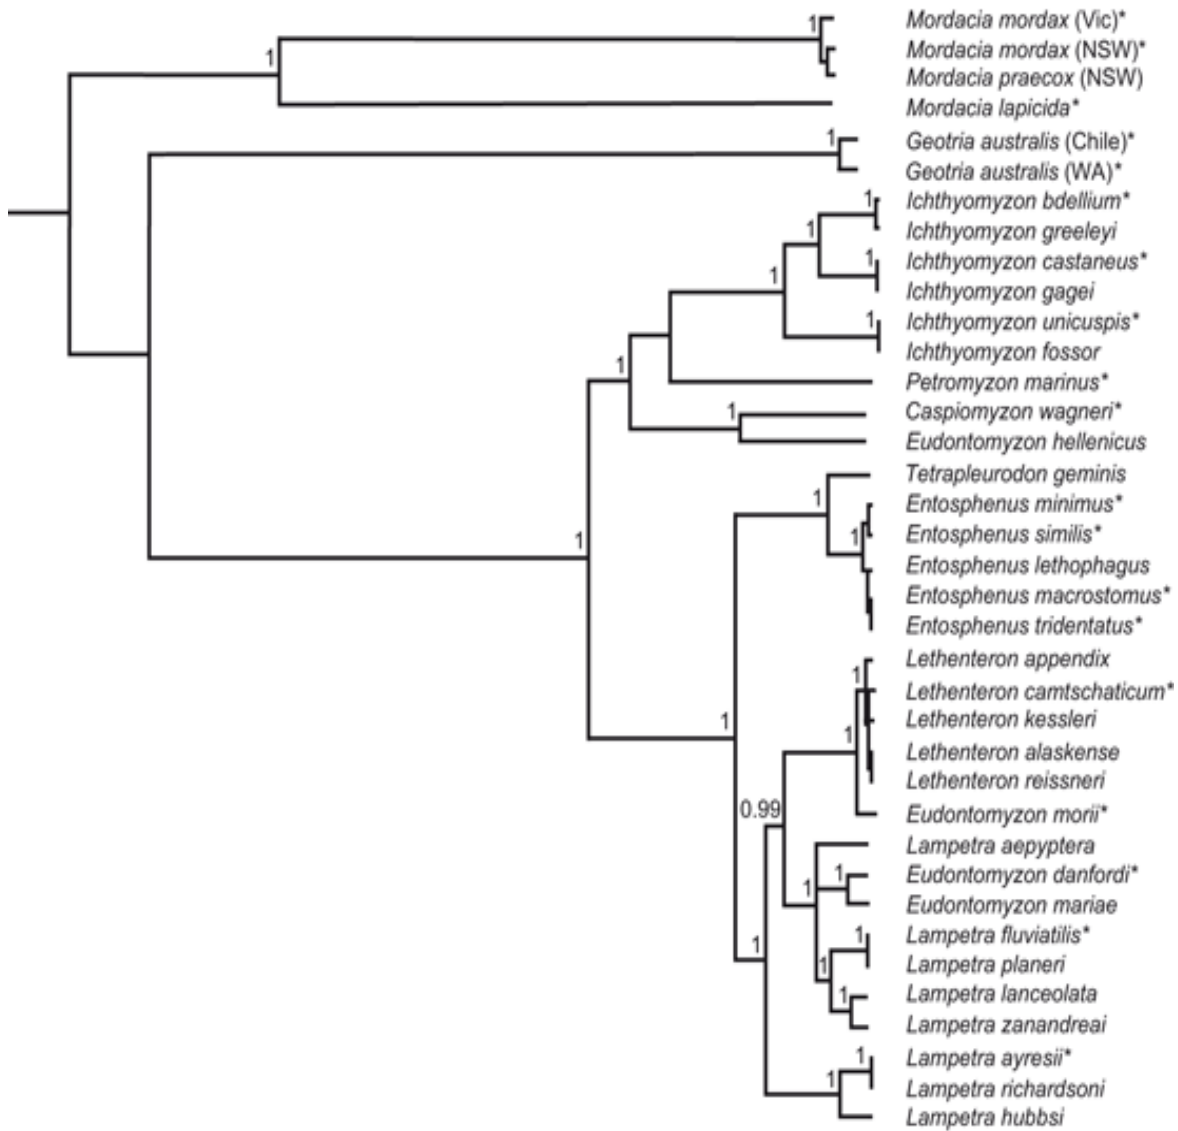 1 Mordacia mordax (Vic)*
1 Mordacia mordax (NSW)*
Mordacia praecox (NSW)
Mordacia lapicida*
1 Geotria australis (Chile)*
Geotria australis (WA)*
1 Ichthyomyzon bdellium*
1 Ichthyomyzon greeleyi
1 Ichthyomyzon castaneus*
1 Ichthyomyzon gagei
1 Ichthyomyzon unicuspis*
Ichthyomyzon fossor
1 Petromyzon marinus*
1 Caspiomyzon wagneri*
Eudontomyzon hellenicus
Tetrapleurodon geminis
1 Entosphenus minimus*
1 1 Entosphenus similis*
Entosphenus lethophagus
Entosphenus macrostomus*
Entosphenus tridentatus*
Lethenteron appendix
1 Lethenteron camtschaticum*
1 Lethenteron kessleri
1 Lethenteron alaskense
Lethenteron reissneri
0.99 Eudontomyzon morii*
Lampetra aepyptera
1 Eudontomyzon danfordi*
1 Eudontomyzon mariae
1 1 Lampetra fluviatilis*
1 Lampetra planeri
1 Lampetra lanceolata
Lampetra zanandreai
1 Lampetra ayresii*
1 Lampetra richardsoni
Lampetra hubbsi